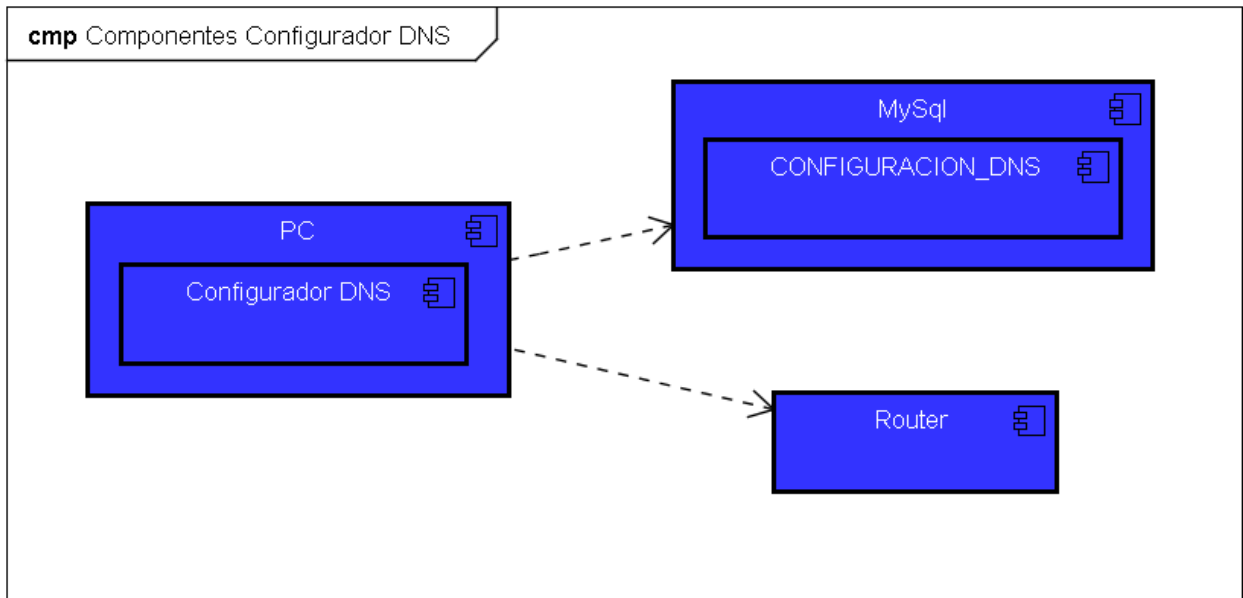 cmp Componentes Configurador DNS
MySql
CONFIGURACION_DNS
PC
Configurador DNS
Router